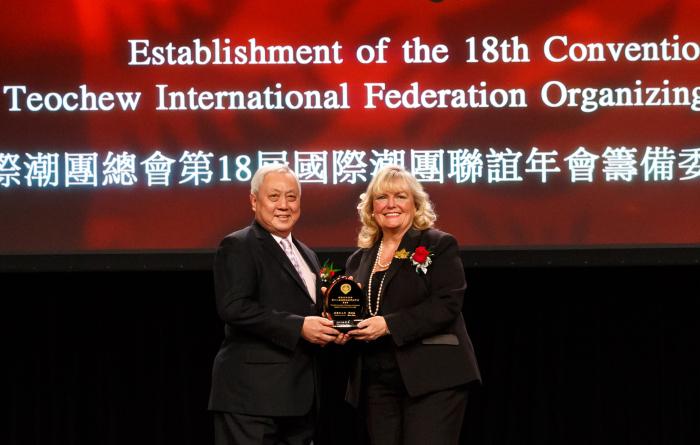 Establishment of the 18th Conventio
Teochew International Federation Organizing
際潮團總會第18屆國際潮團聯誼年會籌備委